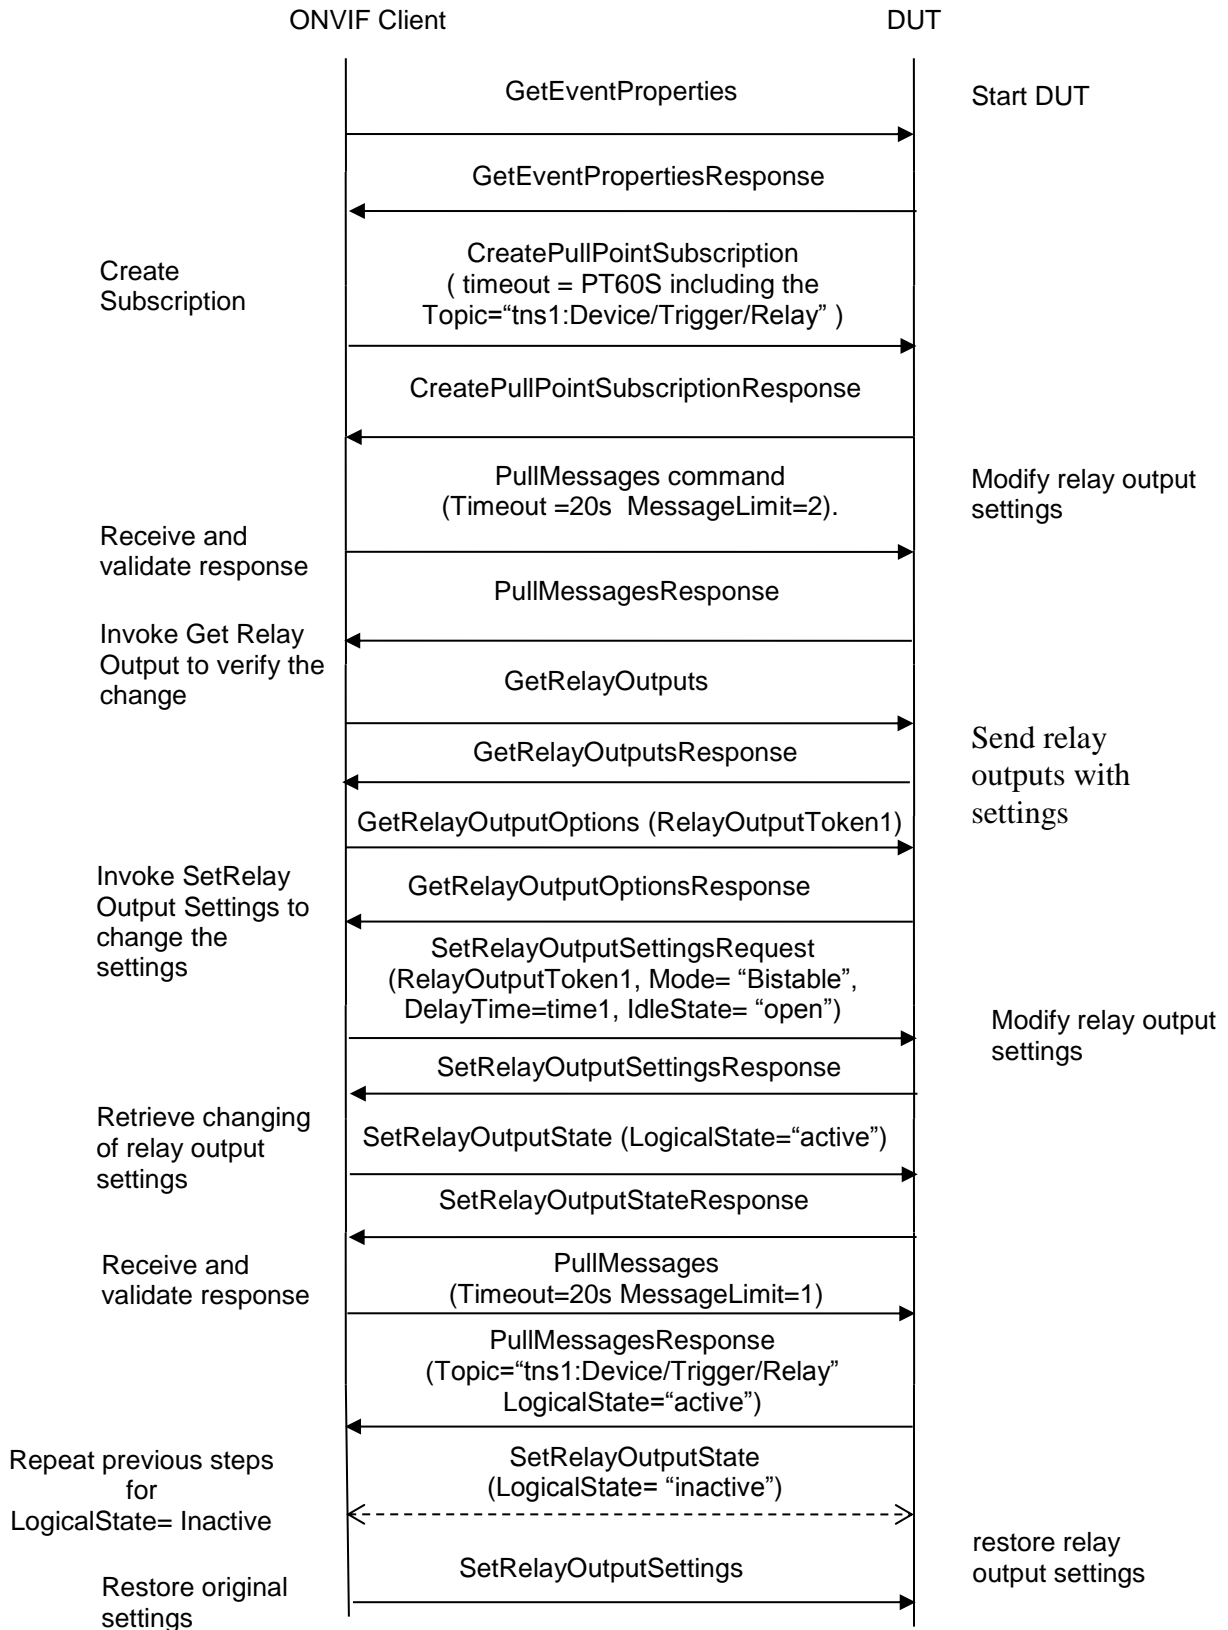 ONVIF Client
DUT
GetEventProperties
Start DUT
GetEventPropertiesResponse
Create
Subscription
CreatePullPointSubscription
( timeout = PT60S including the
Topic=“tns1:Device/Trigger/Relay” )
CreatePullPointSubscriptionResponse
PullMessages command
(Timeout =20s  MessageLimit=2).
Modify relay output
settings
Receive and
validate response
PullMessagesResponse
Invoke Get Relay
Output to verify the
change
GetRelayOutputs
GetRelayOutputsResponse
Send relay
outputs with
settings
GetRelayOutputOptions (RelayOutputToken1)
Invoke SetRelay
Output Settings to
change the
settings
GetRelayOutputOptionsResponse
SetRelayOutputSettingsRequest
(RelayOutputToken1, Mode= “Bistable”,
DelayTime=time1, IdleState= “open”)
Modify relay output
settings
SetRelayOutputSettingsResponse
Retrieve changing
of relay output
settings
SetRelayOutputState (LogicalState=“active”)
SetRelayOutputStateResponse
Receive and
validate response
PullMessages
(Timeout=20s MessageLimit=1)
PullMessagesResponse
(Topic=“tns1:Device/Trigger/Relay”
LogicalState=“active”)
Repeat previous steps
for
LogicalState= Inactive
SetRelayOutputState
(LogicalState= “inactive”)
restore relay
output settings
SetRelayOutputSettings
Restore original
settings